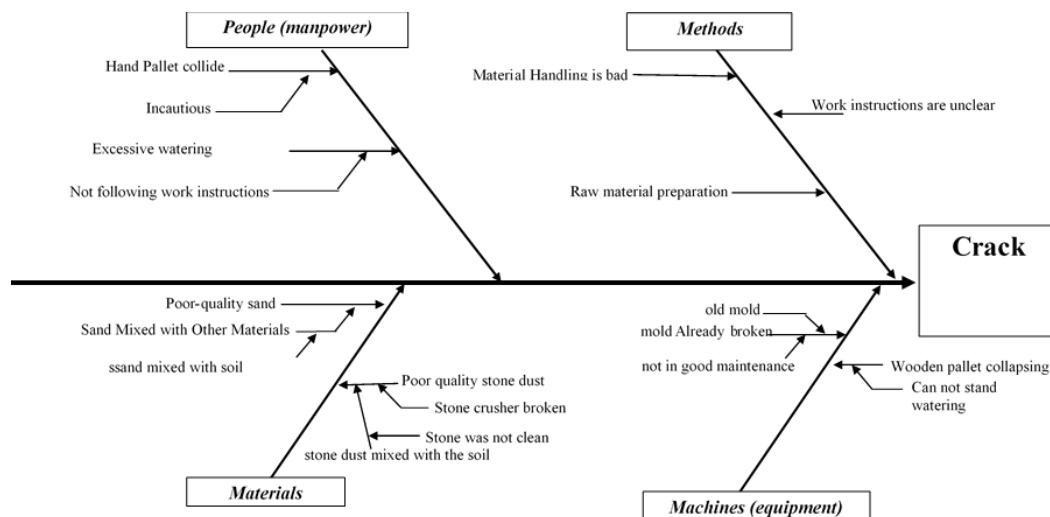 People (manpower)
Methods
Hand Pallet collide
Incautious
Excessive watering
Not following work instructions
Material Handling is bad
Work instructions are unclear
Raw material preparation
Crack
Poor-quality sand
Sand Mixed with Other Materials
ssand mixed with soil
Poor quality stone dust
Stone crusher broken
Stone was not clean
stone dust mixed with the soil
old mold
mold Already broken
not in good maintenance
Wooden pallet collapsing
Can not stand
watering
Materials
Machines (equipment)